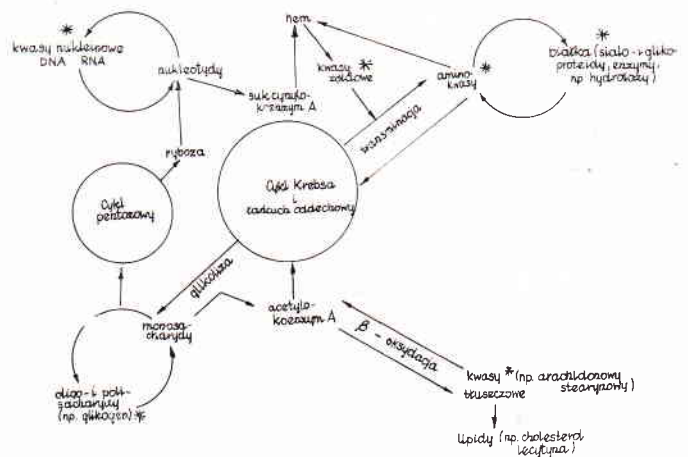 *
kwasy nukleinowe
DNA RNA
nukleotydy
sukcynylo-
koenzym A
hem
kwasy *
żółciowe
amino- *
kwasy
*
białka (sialo- i gliko-
proteidy, enzymy,
np. hydrolazy)
transaminacja
ryboza
Cykl
pentozowy
Cykl Krebsa
i
łańcuch oddechowy
glikoliza
monosa-
charydy
acetylo-
koenzym A
β - oksydacja
oligo- i poli-
sacharydy
(np. glikogen) *
kwasy * (np. arachidonowy
stearynowy)
tłuszczowe
lipidy (np. cholesterol
lecytyna)